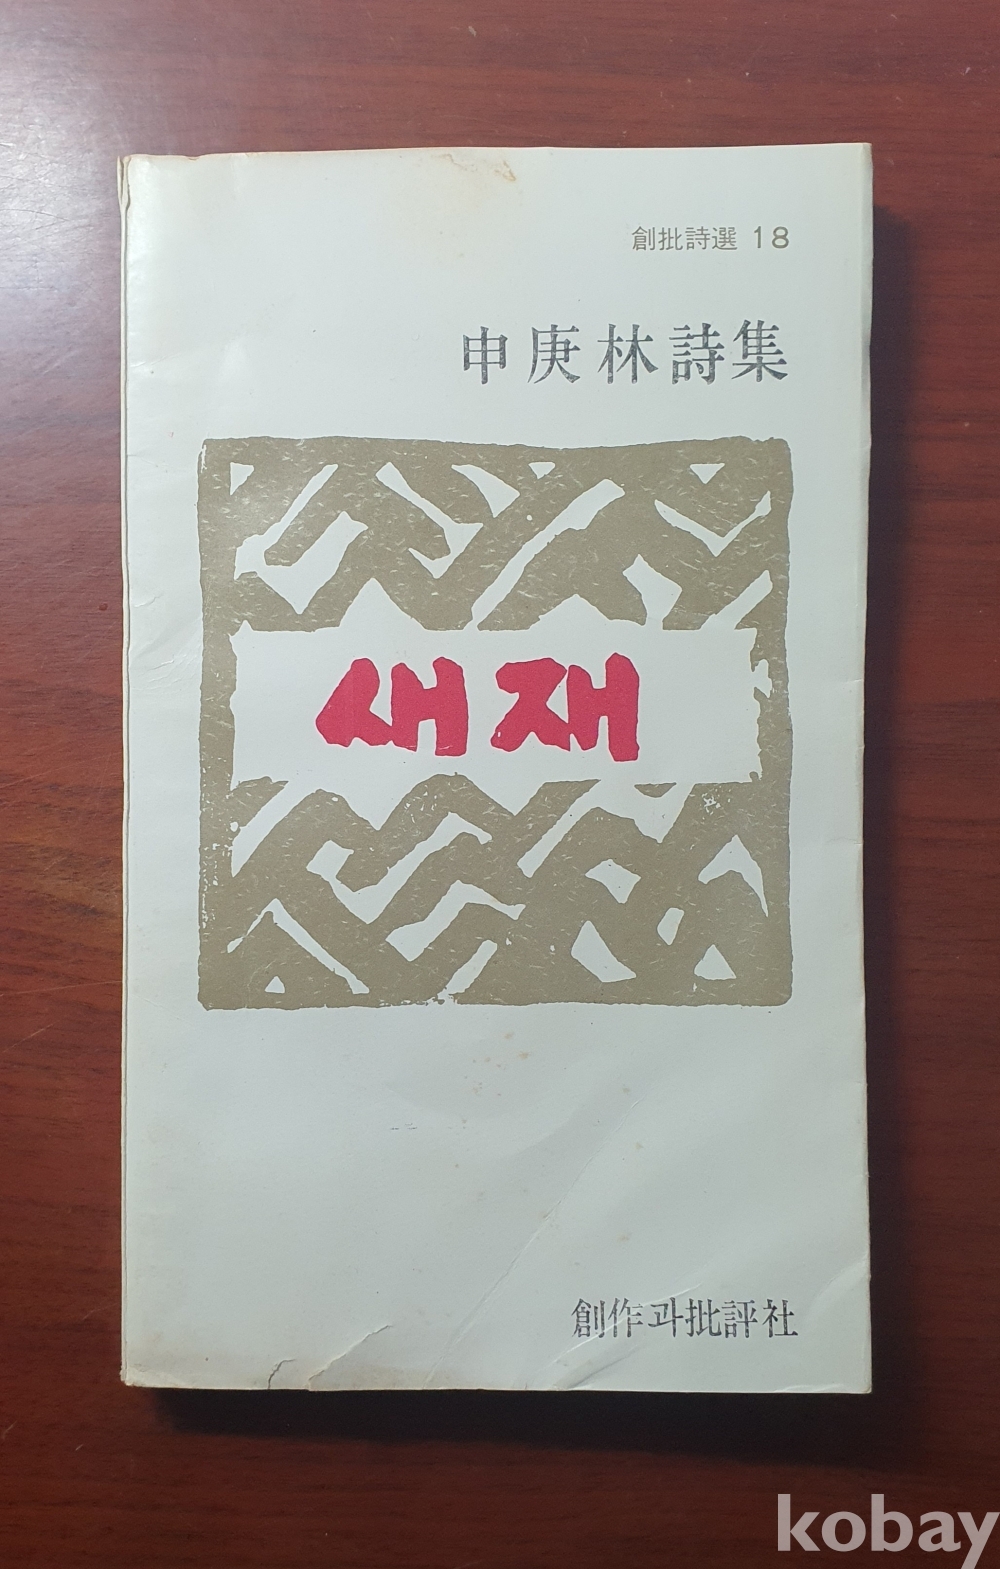 創批詩選 18
申庚林詩集
새재
創作과批評社
kobay